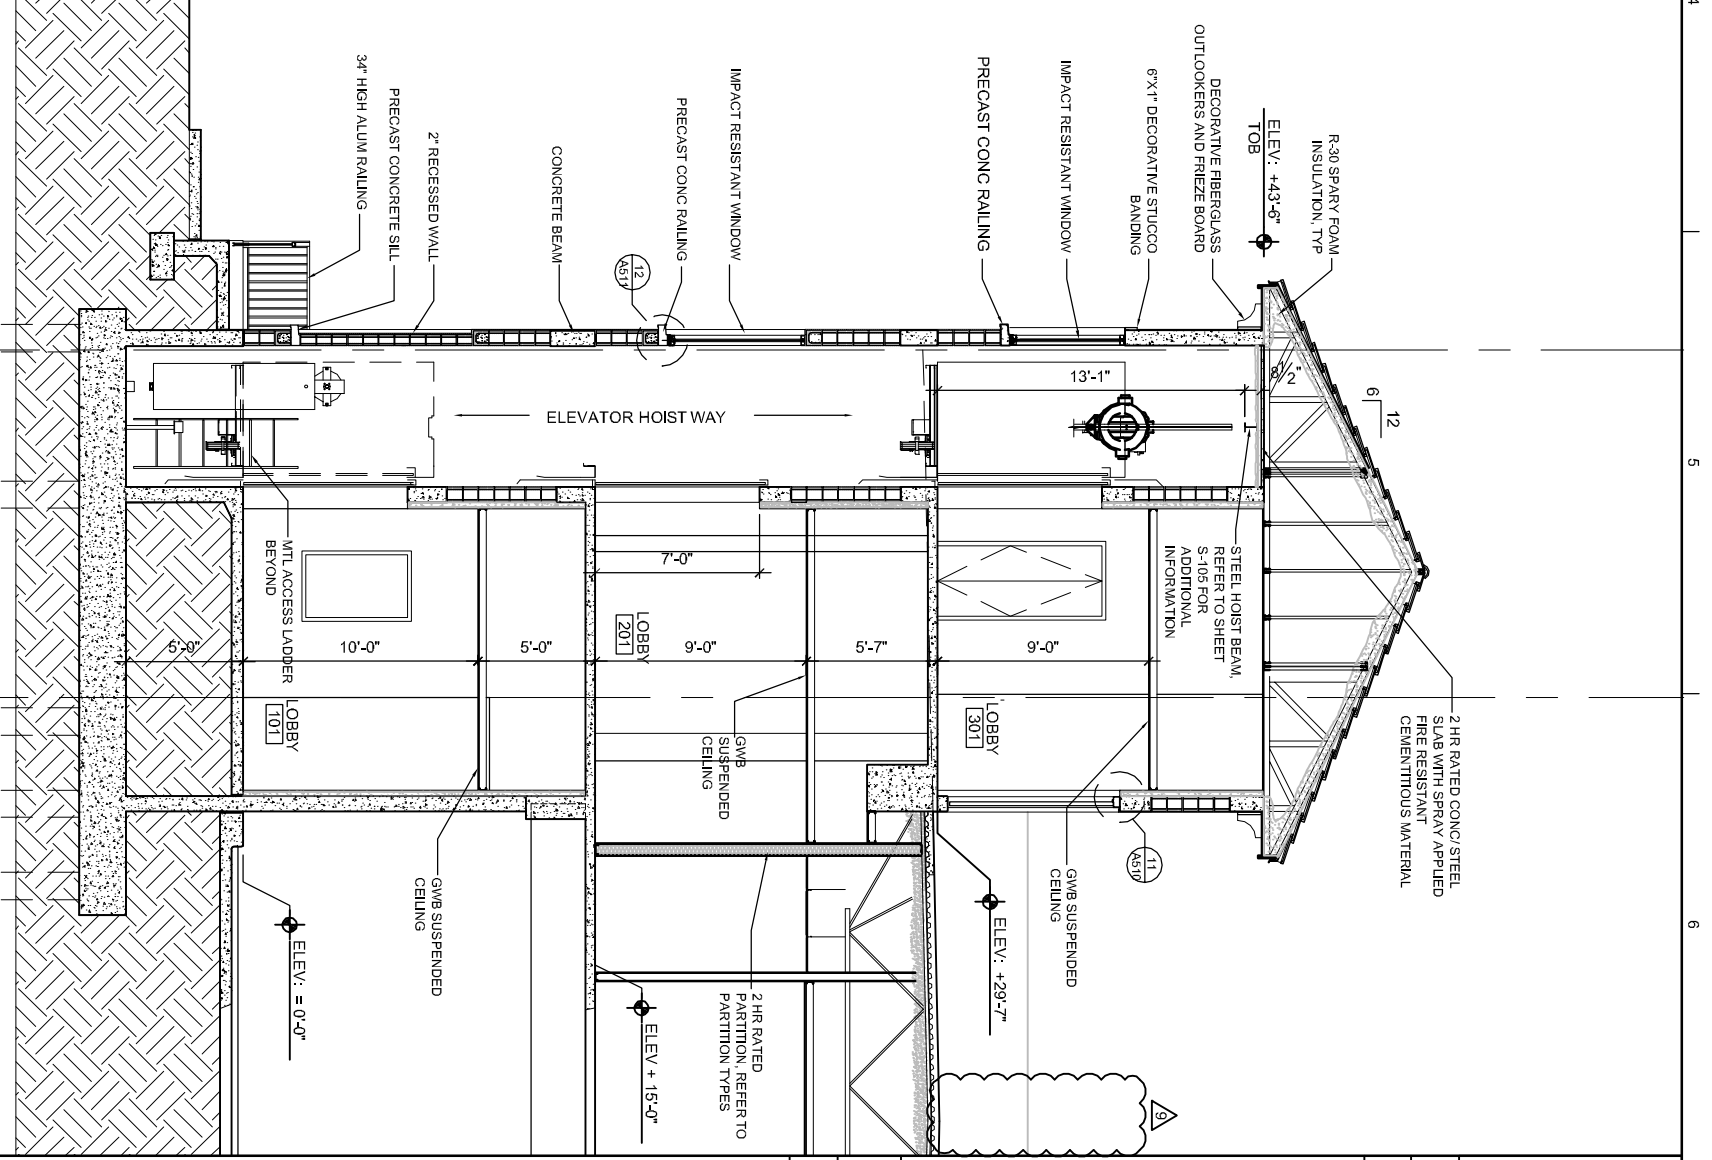 4
5
6
R-30 SPARY FOAM
INSULATION, TYP
ELEV: +43'-6"
TOB
DECORATIVE FIBERGLASS
OUTLOOKERS AND FRIEZE BOARD
6"X1" DECORATIVE STUCCO
BANDING
IMPACT RESISTANT WINDOW
PRECAST CONC RAILING
IMPACT RESISTANT WINDOW
PRECAST CONC RAILING
12
A511
CONCRETE BEAM
2" RECESSED WALL
PRECAST CONCRETE SILL
34" HIGH ALUM RAILING
12
6
8 1/2"
13'-1"
ELEVATOR HOIST WAY
STEEL HOIST BEAM,
REFER TO SHEET
S-105 FOR
ADDITIONAL
INFORMATION
7'-0"
MTL ACCESS LADDER
BEYOND
9'-0"
5'-7"
9'-0"
5'-0"
10'-0"
5'-0"
LOBBY
301
LOBBY
201
LOBBY
101
2 HR RATED CONC/ STEEL
SLAB WITH SPRAY APPLIED
FIRE RESISTANT
CEMENTITIOUS MATERIAL
GWB
SUSPENDED
CEILING
11
A510
GWB SUSPENDED
CEILING
GWB SUSPENDED
CEILING
ELEV: +29'-7"
ELEV + 15'-0"
ELEV: = 0'-0"
2 HR RATED
PARTITION, REFER TO
PARTITION TYPES
9